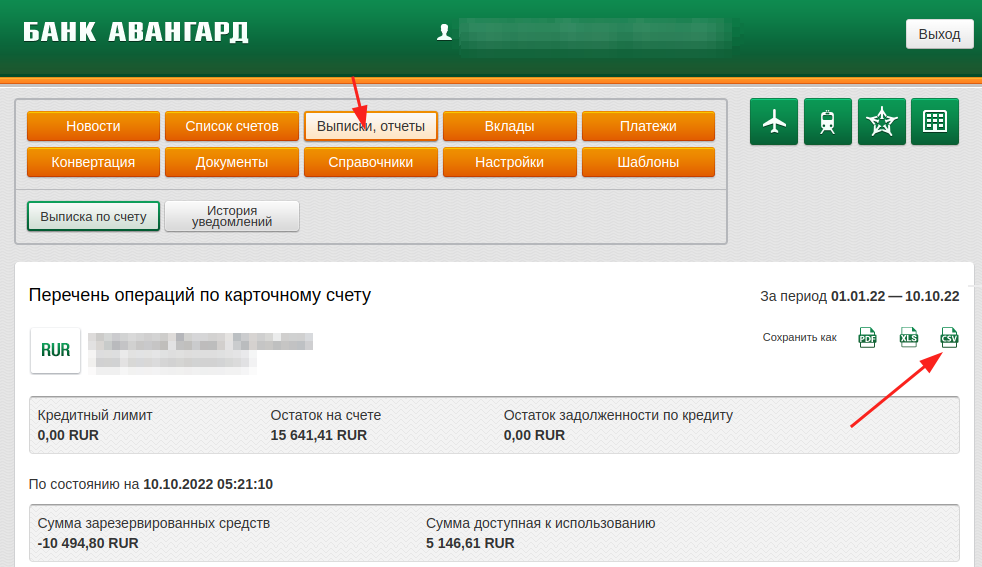 БАНК АВАНГАРД
Выход
Новости
Список счетов
Выписки, отчеты
Вклады
Платежи
Конвертация
Документы
Справочники
Настройки
Шаблоны
Выписка по счету
История
уведомлений
Перечень операций по карточному счету
За период 01.01.22 — 10.10.22
RUR
Сохранить как
PDF
XLS
CSV
Кредитный лимит
Остаток на счете
Остаток задолженности по кредиту
0,00 RUR
15 641,41 RUR
0,00 RUR
По состоянию на 10.10.2022 05:21:10
Сумма зарезервированных средств
Сумма доступная к использованию
-10 494,80 RUR
5 146,61 RUR